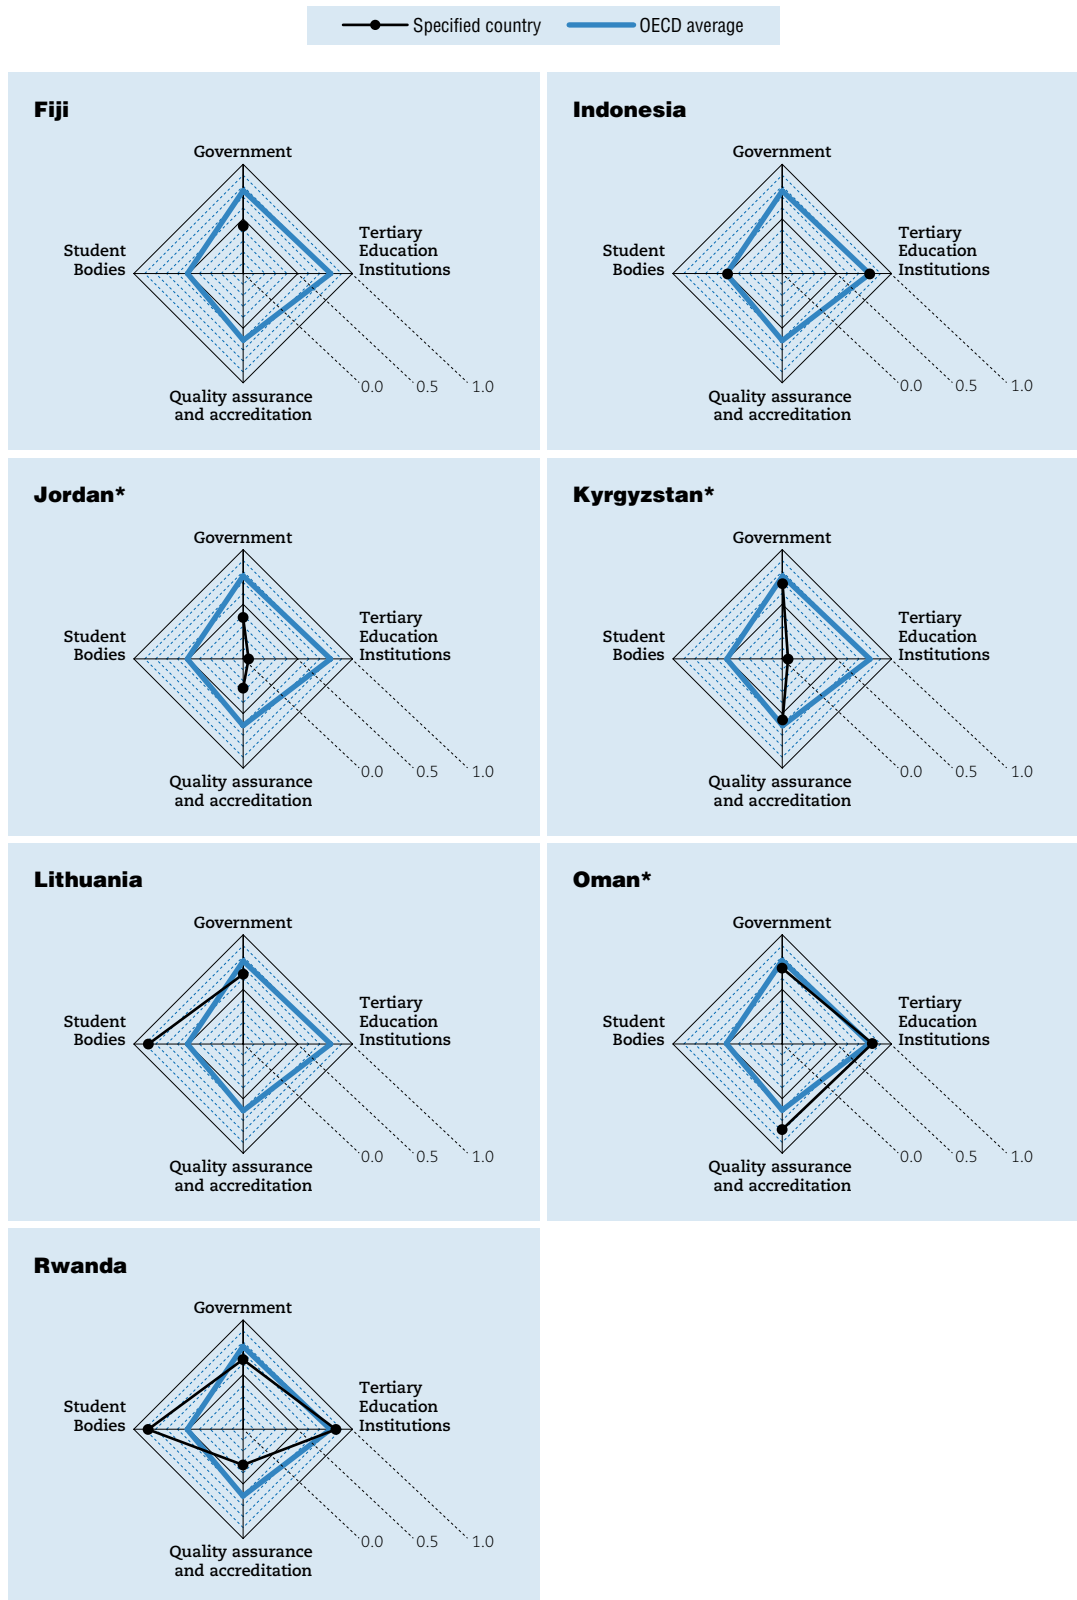 Specified country
OECD average
Fiji
Government
Student
Bodies
Tertiary
Education
Institutions
Quality assurance
and accreditation
0.0
0.5
1.0
Indonesia
Government
Student
Bodies
Tertiary
Education
Institutions
Quality assurance
and accreditation
0.0
0.5
1.0
Jordan*
Government
Student
Bodies
Tertiary
Education
Institutions
Quality assurance
and accreditation
0.0
0.5
1.0
Kyrgyzstan*
Government
Student
Bodies
Tertiary
Education
Institutions
Quality assurance
and accreditation
0.0
0.5
1.0
Lithuania
Government
Student
Bodies
Tertiary
Education
Institutions
Quality assurance
and accreditation
0.0
0.5
1.0
Oman*
Government
Student
Bodies
Tertiary
Education
Institutions
Quality assurance
and accreditation
0.0
0.5
1.0
Rwanda
Government
Student
Bodies
Tertiary
Education
Institutions
Quality assurance
and accreditation
0.0
0.5
1.0